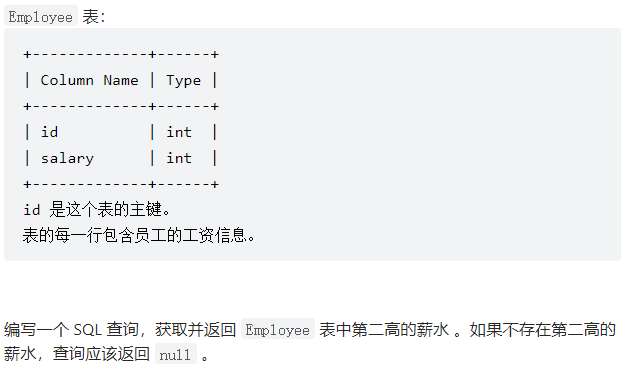 Employee 表：
+-------------+------+
| Column Name | Type |
+-------------+------+
| id          | int  |
| salary      | int  |
+-------------+------+
id 是这个表的主键。
表的每一行包含员工的工资信息。
编写一个 SQL 查询，获取并返回 Employee 表中第二高的薪水 。如果不存在第二高的
薪水，查询应该返回 null 。